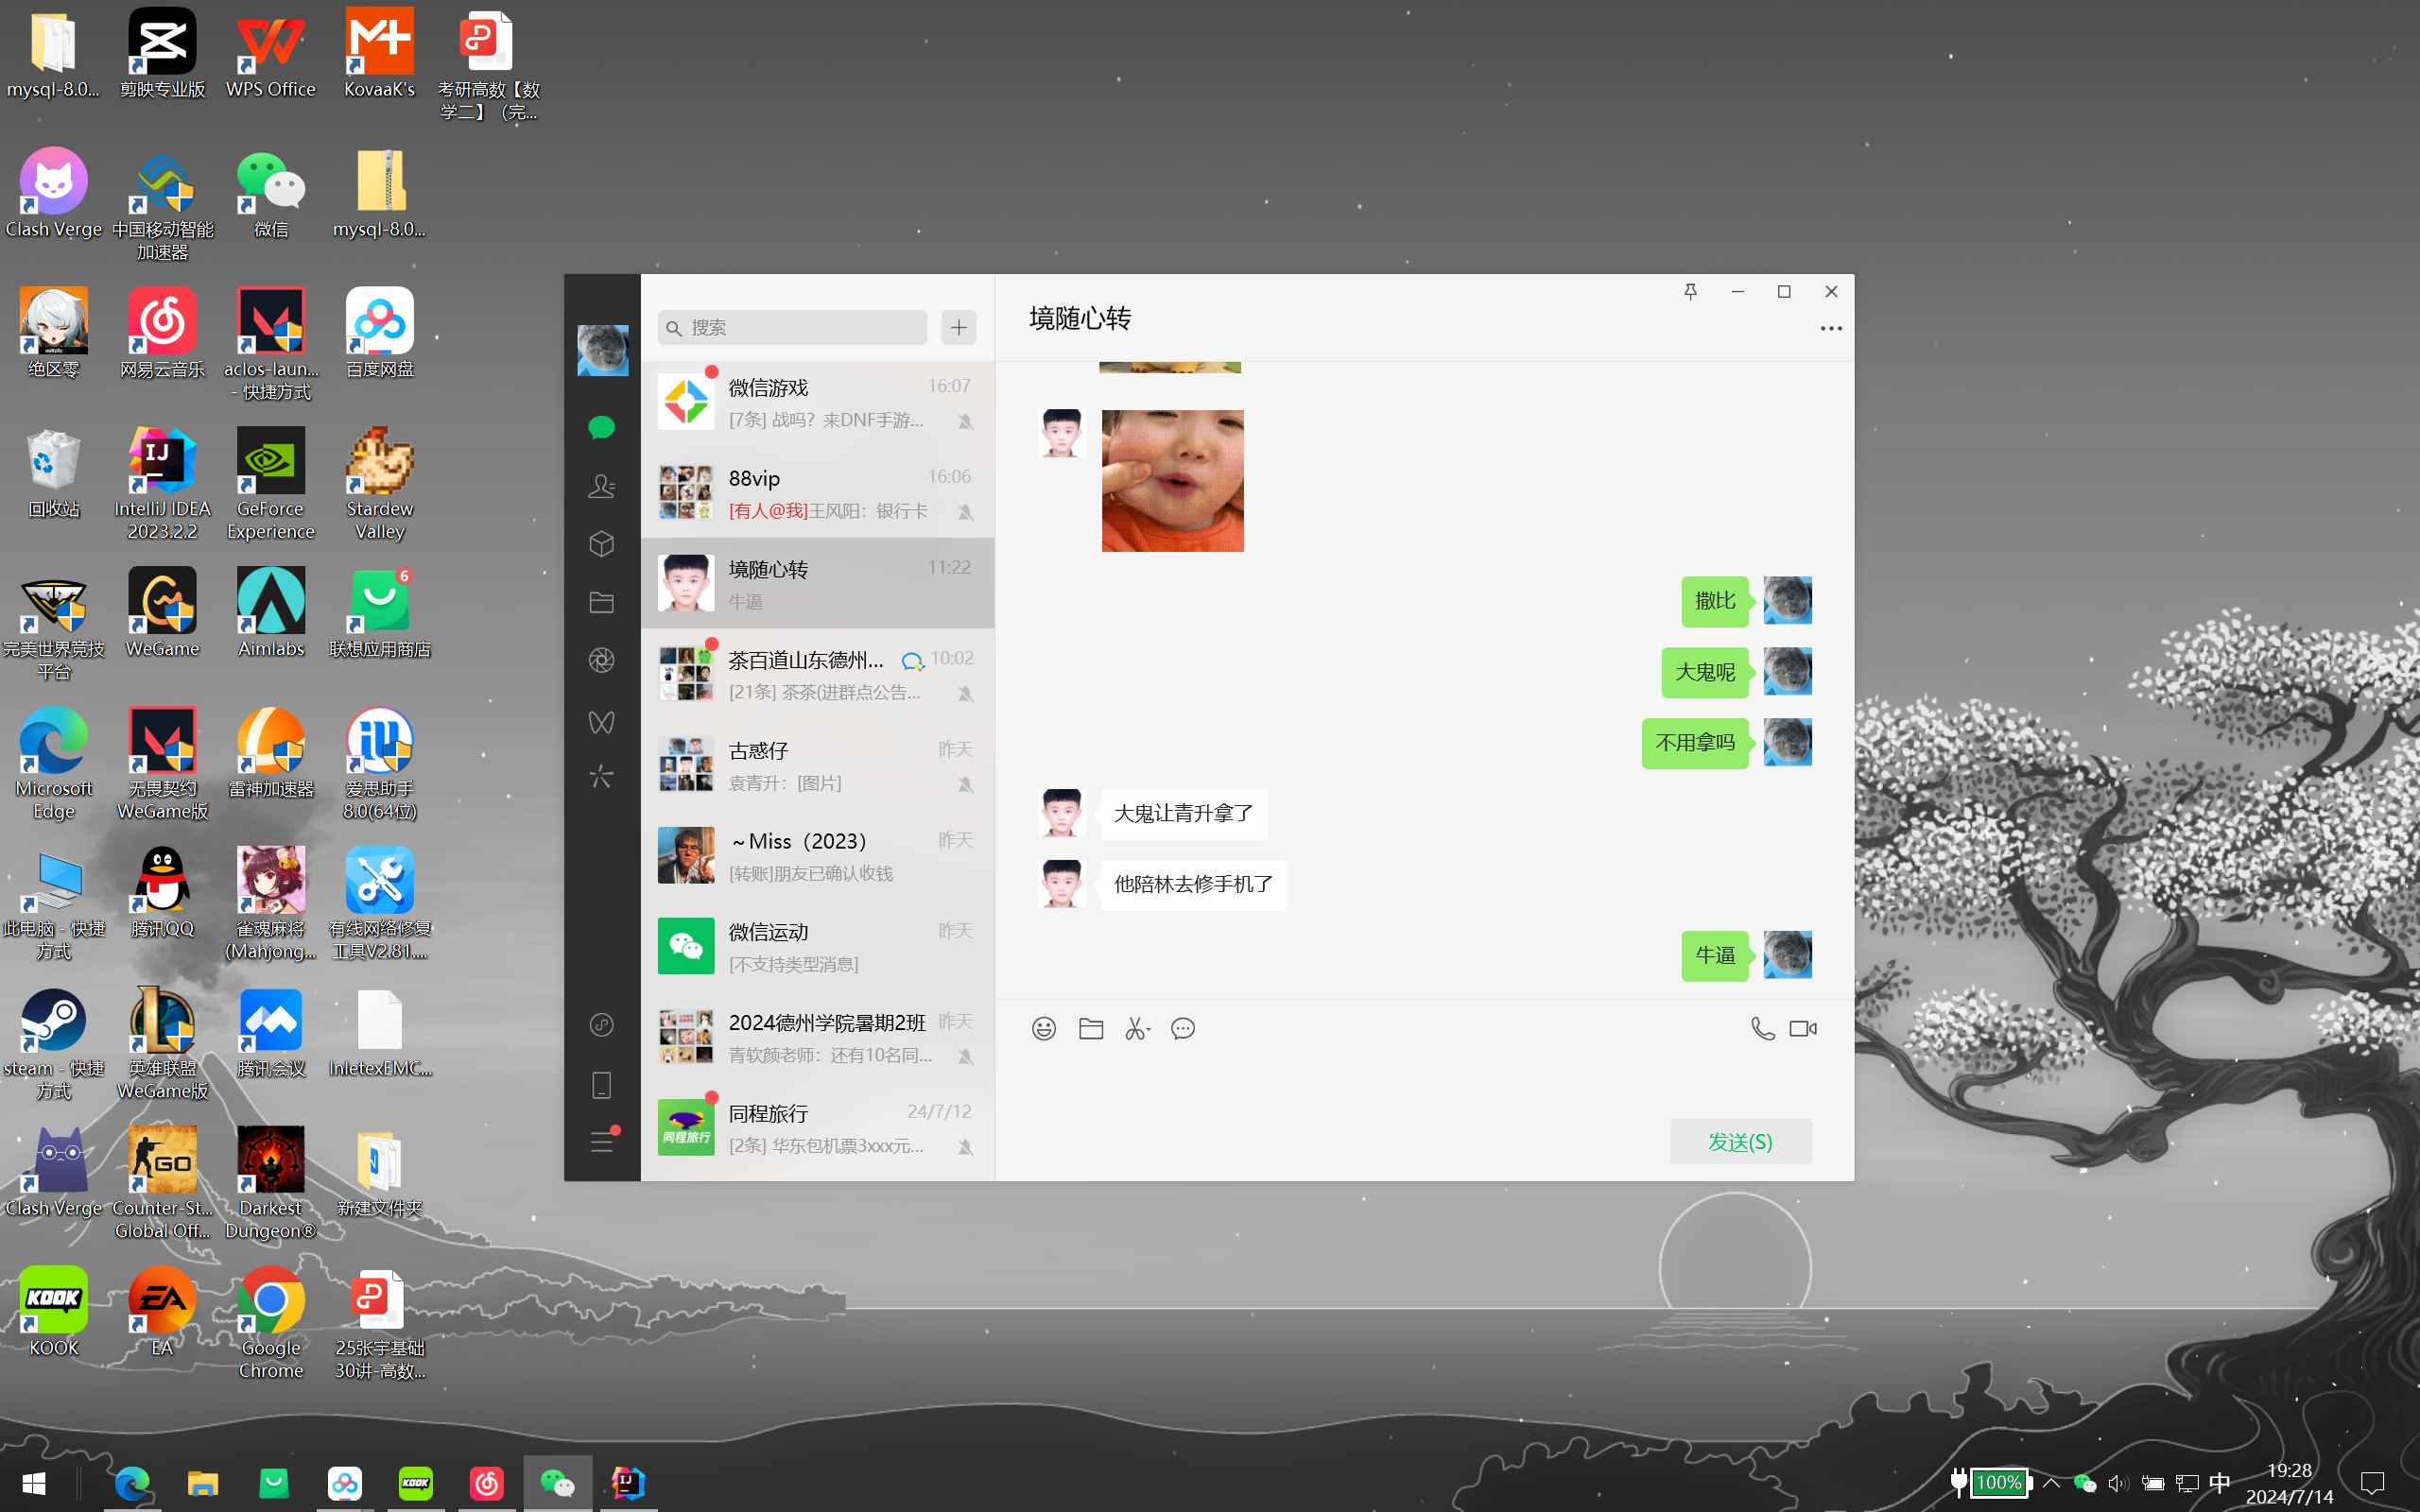 mysql-8.0...
剪映专业版
WPS Office
KovaaK's
考研高数【数
学二】（完...
Clash Verge
中国移动智能
加速器
微信
mysql-8.0...
绝区零
网易云音乐
aclos-laun...
- 快捷方式
百度网盘
回收站
IntelliJ IDEA
2023.2.2
GeForce
Experience
Stardew
Valley
完美世界竞技
平台
WeGame
Aimlabs
6
联想应用商店
Microsoft
Edge
无畏契约
WeGame版
雷神加速器
爱思助手
8.0(64位)
此电脑 - 快捷
方式
腾讯QQ
雀魂麻将
(Mahjong...
有线网络修复
工具V2.81....
steam - 快捷
方式
英雄联盟
WeGame版
腾讯会议
InletexEMC...
Clash Verge
Counter-St...
Global Off...
Darkest
Dungeon®
新建文件夹
KOOK
KOOK
EA
EA
Google
Chrome
25张宇基础
30讲-高数...
搜索
微信游戏
16:07
[7条] 战吗？来DNF手游...
88vip
16:06
[有人@我]王风阳：银行卡
境随心转
11:22
牛逼
茶百道山东德州...
10:02
[21条] 茶茶(进群点公告...
古惑仔
昨天
袁青升：[图片]
～Miss（2023）
昨天
[转账]朋友已确认收钱
微信运动
昨天
[不支持类型消息]
2024德州学院暑期2班
昨天
青软颜老师：还有10名同...
同程旅行
同程旅行
24/7/12
[2条] 华东包机票3xxx元...
境随心转
撒比
大鬼呢
不用拿吗
大鬼让青升拿了
他陪林去修手机了
牛逼
发送(S)
KOOK
100%
中
19:28
2024/7/14